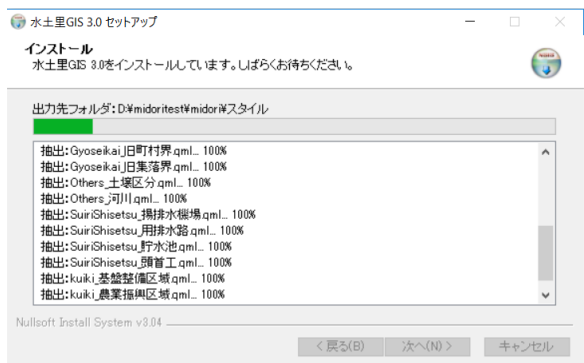 水土里GIS 3.0 セットアップ
インストール
水土里GIS 3.0をインストールしています。しばらくお待ちください。
出力先フォルダ:D:¥midoritest¥midori¥スタイル
抽出:Gyoseikai_旧町村界.qml... 100%
抽出:Gyoseikai_旧集落界.qml... 100%
抽出:Others_土壌区分.qml... 100%
抽出:Others_河川.qml... 100%
抽出:SuiriShisetsu_揚排水機場.qml... 100%
抽出:SuiriShisetsu_用排水路.qml... 100%
抽出:SuiriShisetsu_貯水池.qml... 100%
抽出:SuiriShisetsu_頭首工.qml... 100%
抽出:kuiki_基盤整備区域.qml... 100%
抽出:kuiki_農業振興区域.qml... 100%
Nullsoft Install System v3.04
< 戻る(B) 次へ(N) > キャンセル